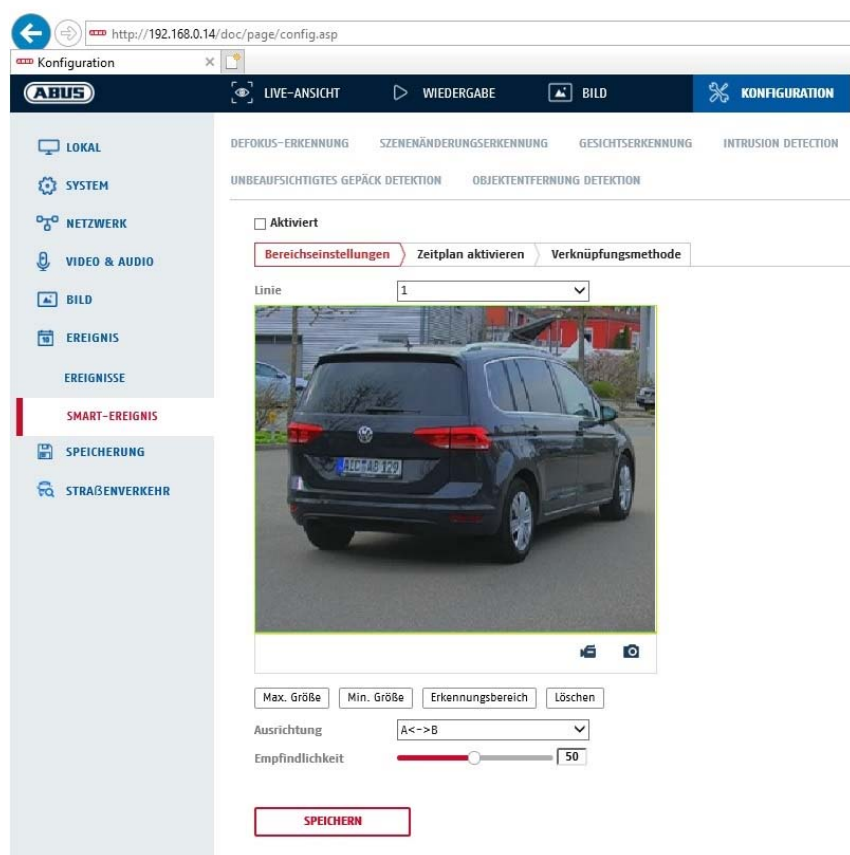 http://192.168.0.14/doc/page/config.asp
Konfiguration
ABUS
LIVE-ANSICHT
WIEDERGABE
BILD
KONFIGURATION
LOKAL
SYSTEM
NETZWERK
VIDEO & AUDIO
BILD
EREIGNIS
EREIGNISSE
SMART-EREIGNIS
SPEICHERUNG
STRAßENVERKEHR
DEFOKUS-ERKENNUNG
SZENENÄNDERUNGSERKENNUNG
GESICHTSERKENNUNG
INTRUSION DETECTION
UNBEAUFSICHTIGTES GEPÄCK DETEKTION
OBJEKTENTFERNUNG DETEKTION
Aktiviert
Bereichseinstellungen
Zeitplan aktivieren
Verknüpfungsmethode
Linie
1
Max. Größe
Min. Größe
Erkennungsbereich
Löschen
Ausrichtung
A<->B
Empfindlichkeit
50
SPEICHERN